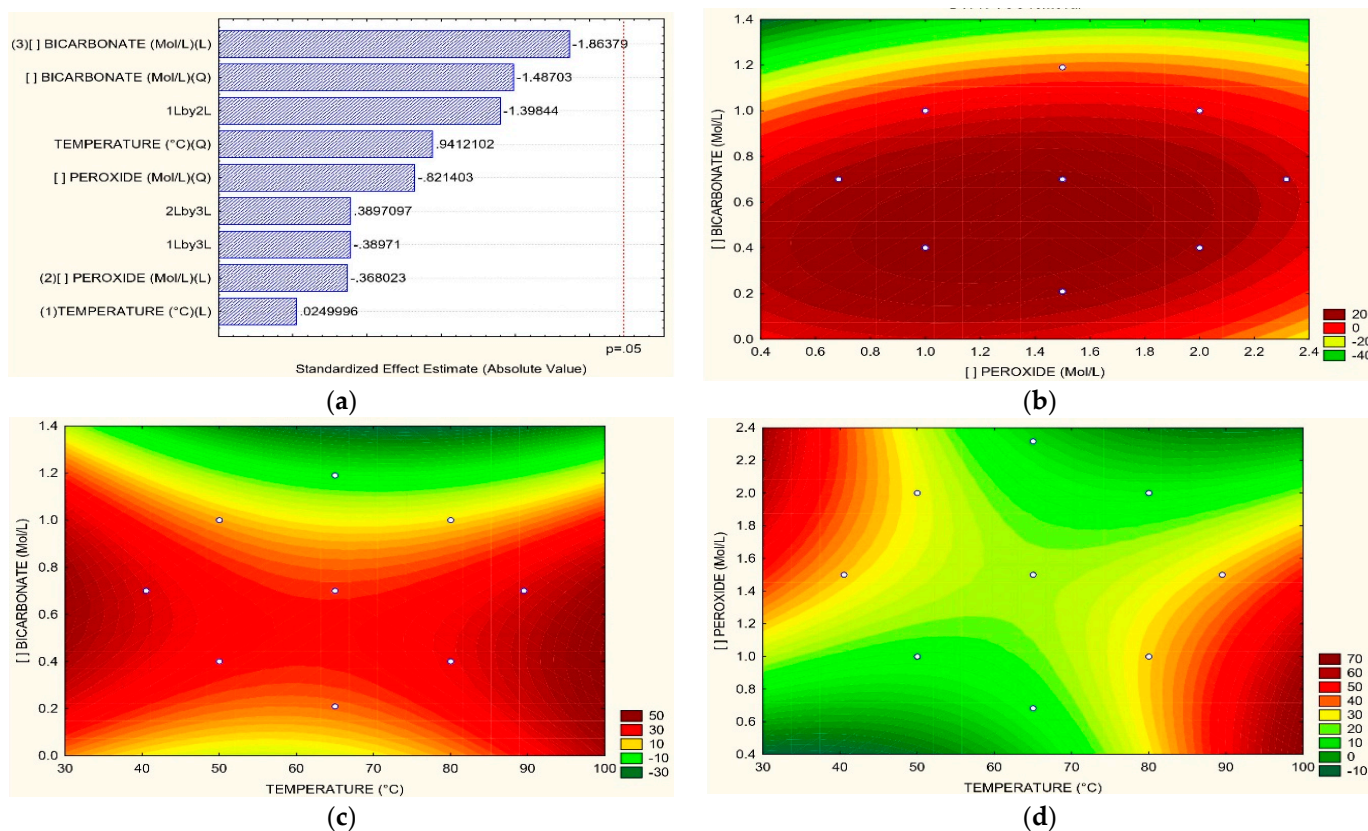 (3)[ ] BICARBONATE (Mol/L)(L)
-1.86379
[ ] BICARBONATE (Mol/L)(Q)
-1.48703
1Lby2L
-1.39844
TEMPERATURE (°C)(Q)
.9412102
[ ] PEROXIDE (Mol/L)(Q)
-.821403
2Lby3L
.3897097
1Lby3L
-.38971
(2)[ ] PEROXIDE (Mol/L)(L)
-.368023
(1)TEMPERATURE (°C)(L)
.0249996
p=.05
Standardized Effect Estimate (Absolute Value)
(a)
1.4
1.2
1.0
0.8
0.6
0.4
0.2
0.0
[ ] BICARBONATE (Mol/L)
0.4 0.6 0.8 1.0 1.2 1.4 1.6 1.8 2.0 2.2 2.4
[ ] PEROXIDE (Mol/L)
20
0
-20
-40
(b)
1.4
1.2
1.0
0.8
0.6
0.4
0.2
0.0
[ ] BICARBONATE (Mol/L)
30 40 50 60 70 80 90 100
TEMPERATURE (°C)
50
30
10
-10
-30
(c)
2.4
2.2
2.0
1.8
1.6
1.4
1.2
1.0
0.8
0.6
0.4
[ ] PEROXIDE (Mol/L)
30 40 50 60 70 80 90 100
TEMPERATURE (°C)
70
60
50
40
30
20
10
0
-10
(d)